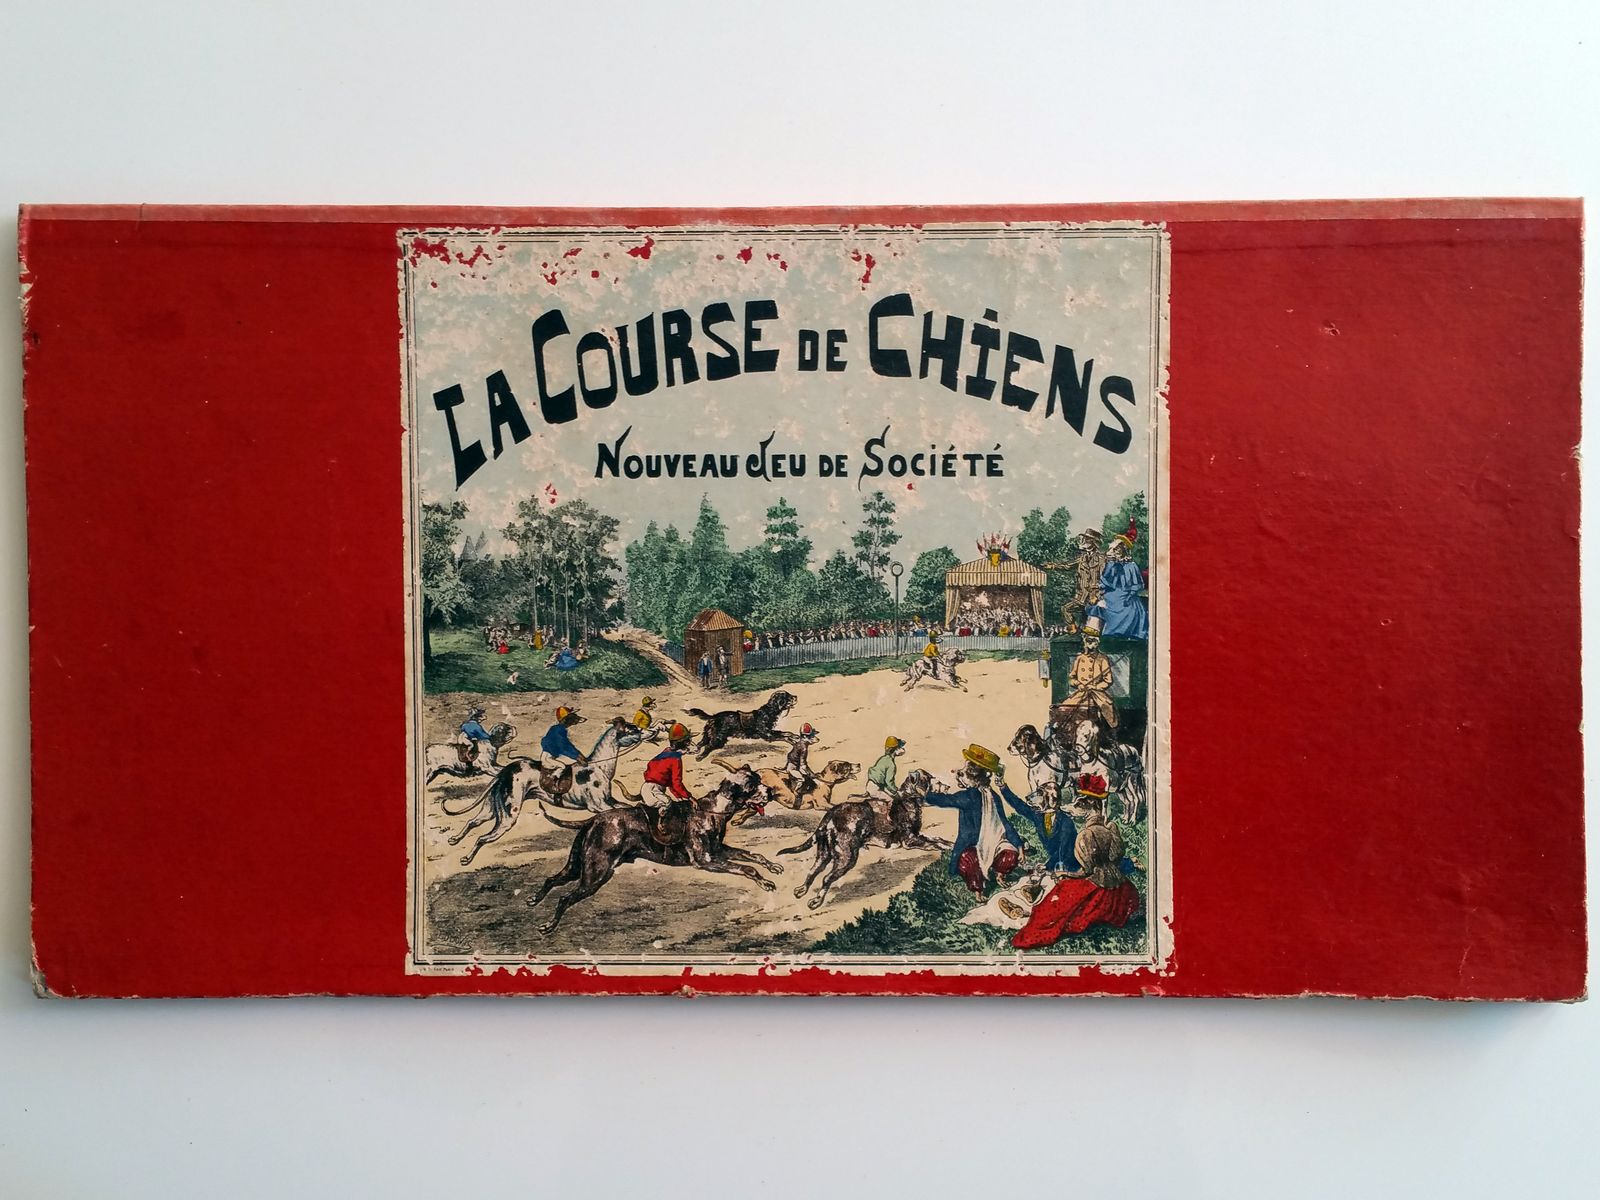 LA COURSE DE CHIENS
NOUVEAU JEU DE SOCIÉTÉ